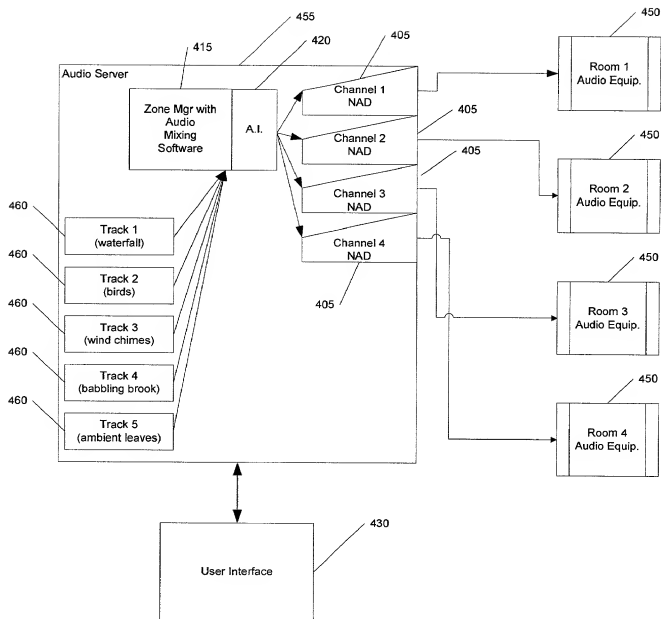 455
415
420
405
450
Audio Server
Zone Mgr with
Audio
Mixing
Software
A.I.
Channel 1
NAD
Room 1
Audio Equip.
405
Channel 2
NAD
450
405
Channel 3
NAD
Room 2
Audio Equip.
460
Track 1
(waterfall)
Channel 4
NAD
405
460
Track 2
(birds)
450
Room 3
Audio Equip.
460
Track 3
(wind chimes)
460
Track 4
(babbling brook)
450
460
Track 5
(ambient leaves)
Room 4
Audio Equip.
430
User Interface